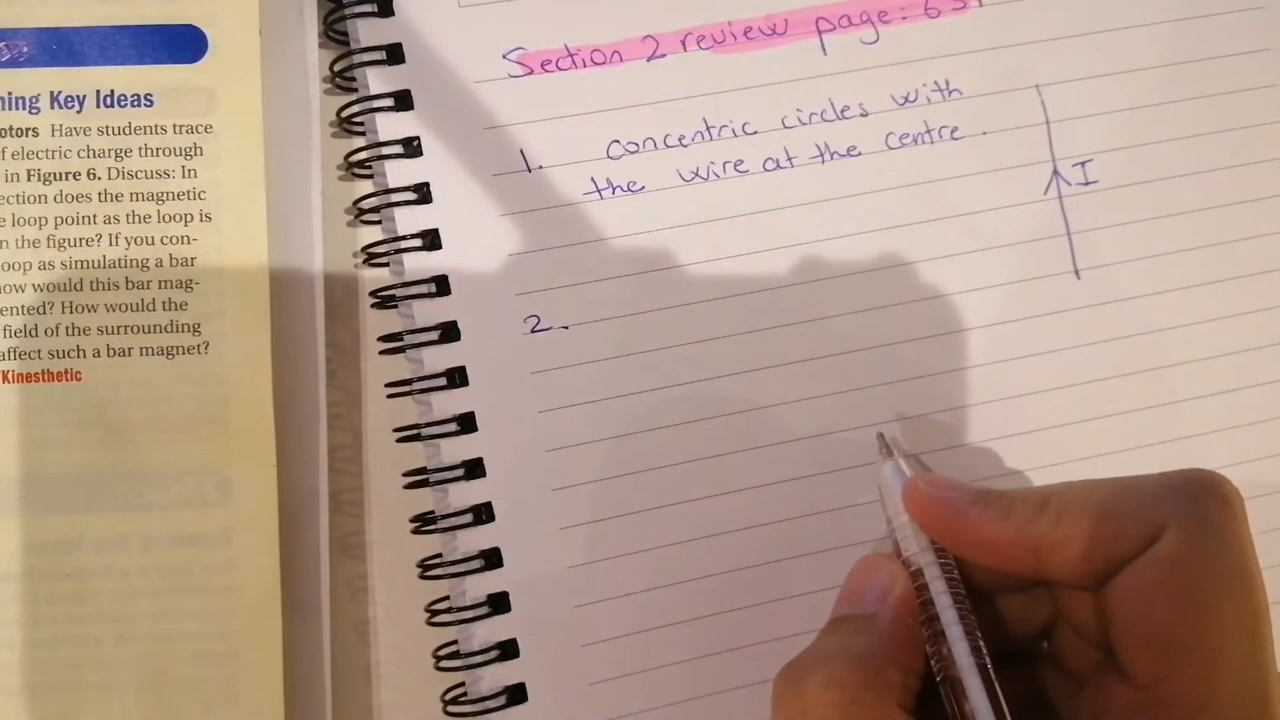 ning Key Ideas
otors Have students trace
f electric charge through
in Figure 6. Discuss: In
ection does the magnetic
e loop point as the loop is
n the figure? If you con-
oop as simulating a bar
ow would this bar mag-
ented? How would the
field of the surrounding
affect such a bar magnet?
Kinesthetic
Section 2 review page:
1. concentric circles with
the wire at the centre.
I
2.